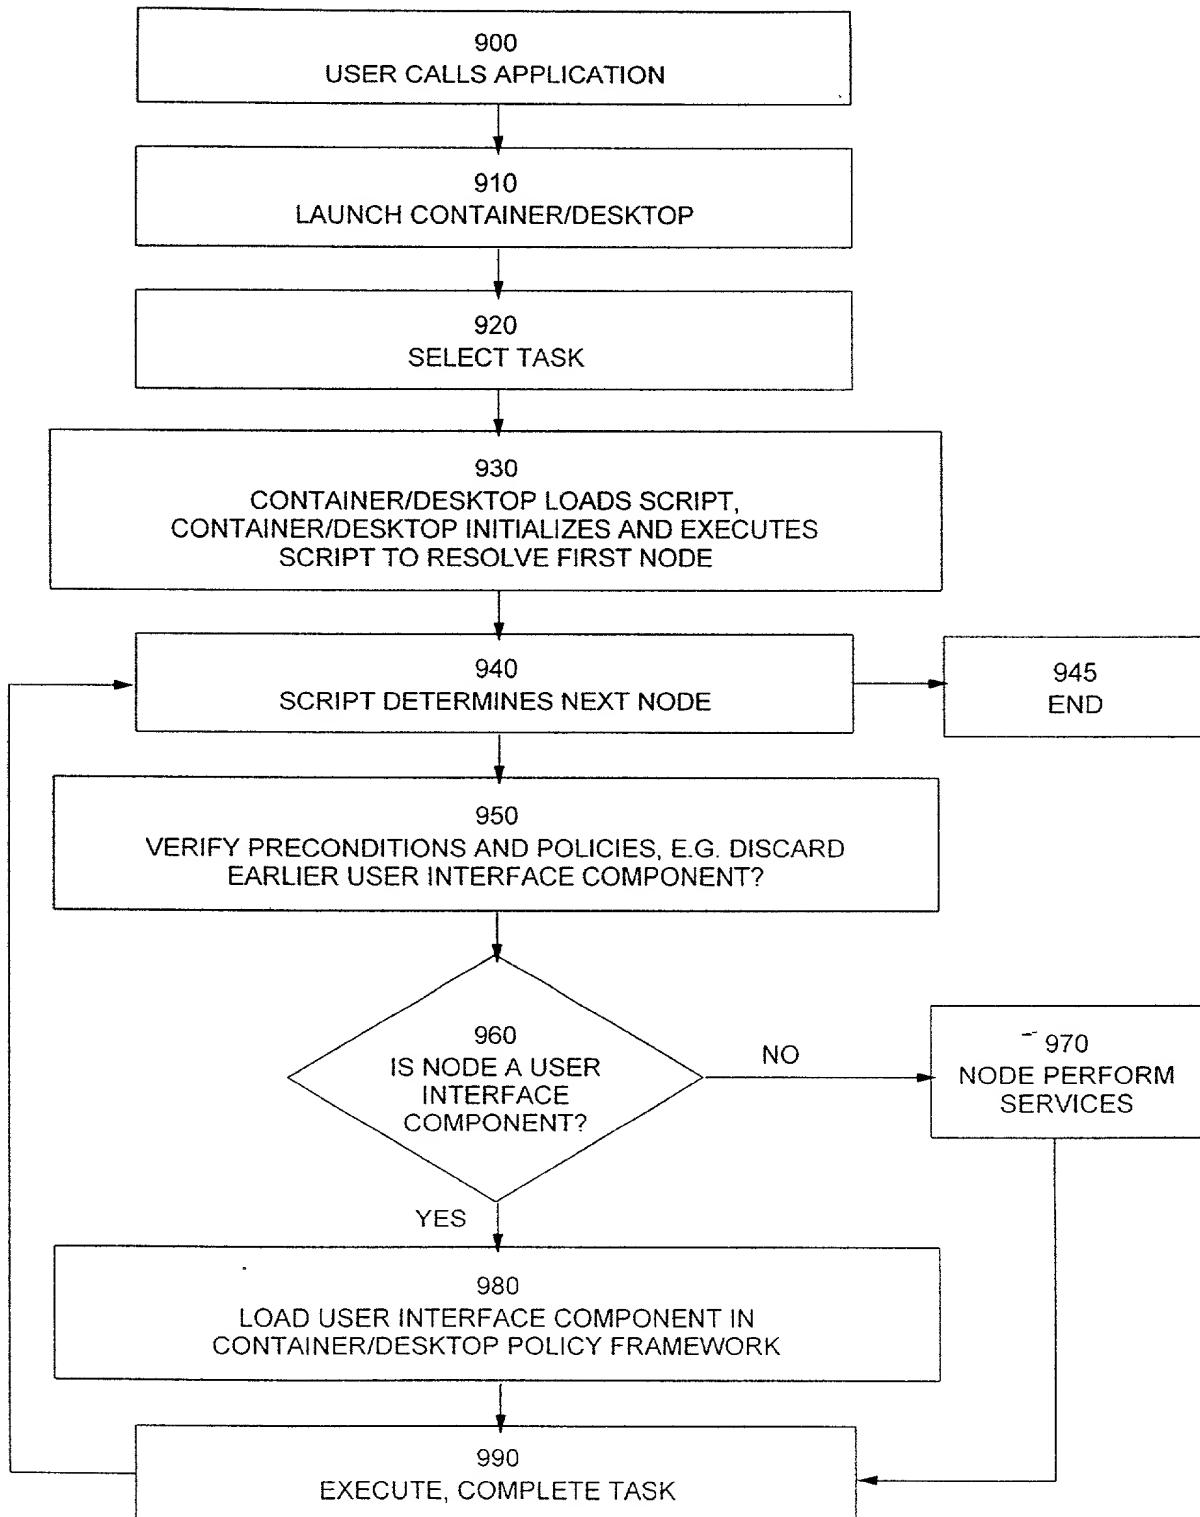 900
USER CALLS APPLICATION
910
LAUNCH CONTAINER/DESKTOP
920
SELECT TASK
930
CONTAINER/DESKTOP LOADS SCRIPT,
CONTAINER/DESKTOP INITIALIZES AND EXECUTES
SCRIPT TO RESOLVE FIRST NODE
940
SCRIPT DETERMINES NEXT NODE
945
END
950
VERIFY PRECONDITIONS AND POLICIES, E.G. DISCARD
EARLIER USER INTERFACE COMPONENT?
960
IS NODE A USER
INTERFACE
COMPONENT?
NO
970
NODE PERFORM
SERVICES
YES
980
LOAD USER INTERFACE COMPONENT IN
CONTAINER/DESKTOP POLICY FRAMEWORK
990
EXECUTE, COMPLETE TASK